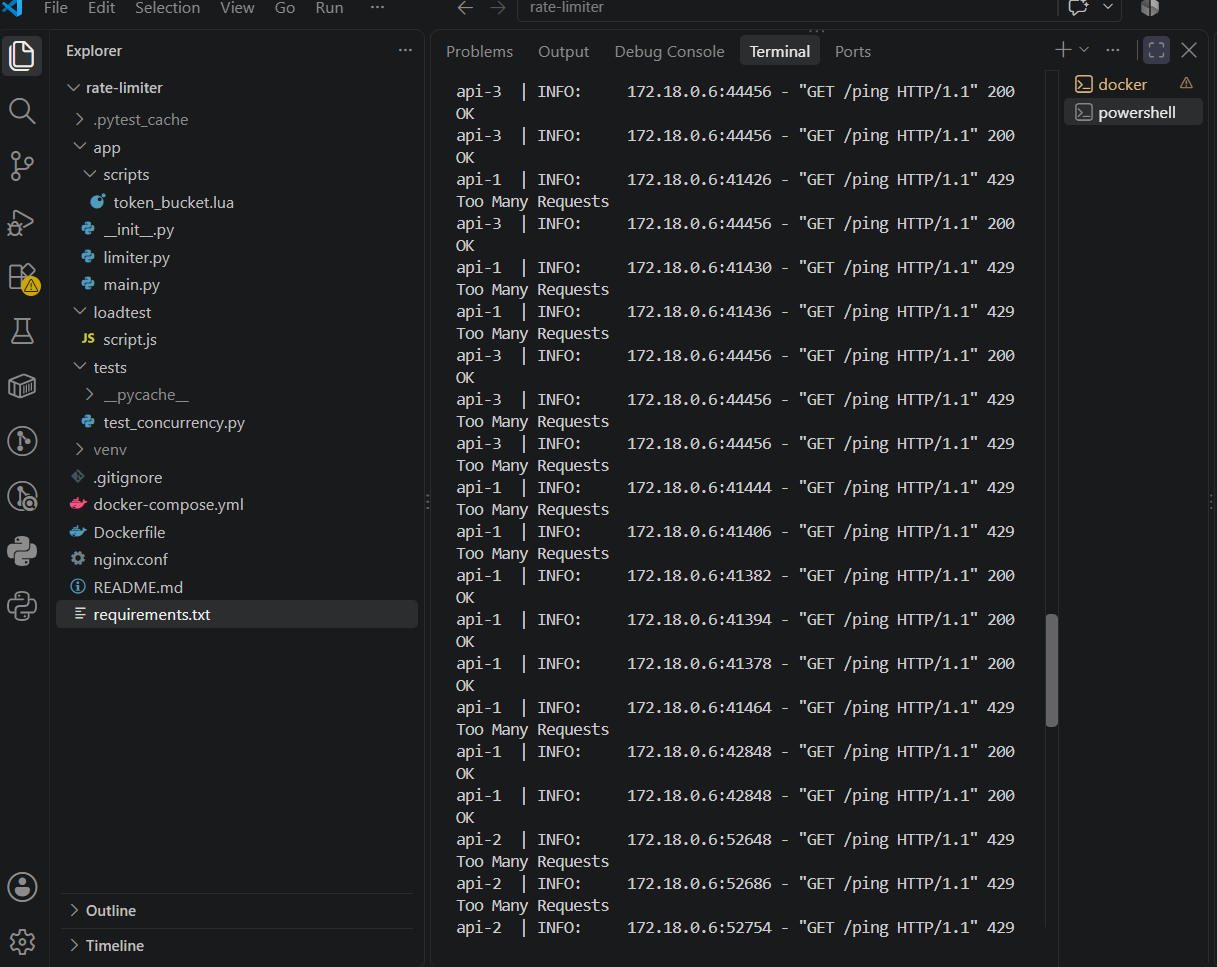 File Edit Selection View Go Run ···
rate-limiter
Explorer
rate-limiter
.pytest_cache
app
scripts
token_bucket.lua
__init__.py
limiter.py
main.py
loadtest
JS script.js
tests
__pycache__
test_concurrency.py
venv
.gitignore
docker-compose.yml
Dockerfile
nginx.conf
README.md
requirements.txt
Outline
Timeline
Problems Output Debug Console Terminal Ports
api-3 | INFO: 172.18.0.6:44456 - "GET /ping HTTP/1.1" 200
OK
api-3 | INFO: 172.18.0.6:44456 - "GET /ping HTTP/1.1" 200
OK
api-1 | INFO: 172.18.0.6:41426 - "GET /ping HTTP/1.1" 429
Too Many Requests
api-3 | INFO: 172.18.0.6:44456 - "GET /ping HTTP/1.1" 200
OK
api-1 | INFO: 172.18.0.6:41430 - "GET /ping HTTP/1.1" 429
Too Many Requests
api-1 | INFO: 172.18.0.6:41436 - "GET /ping HTTP/1.1" 429
Too Many Requests
api-3 | INFO: 172.18.0.6:44456 - "GET /ping HTTP/1.1" 200
OK
api-3 | INFO: 172.18.0.6:44456 - "GET /ping HTTP/1.1" 429
Too Many Requests
api-3 | INFO: 172.18.0.6:44456 - "GET /ping HTTP/1.1" 429
Too Many Requests
api-1 | INFO: 172.18.0.6:41444 - "GET /ping HTTP/1.1" 429
Too Many Requests
api-1 | INFO: 172.18.0.6:41406 - "GET /ping HTTP/1.1" 429
Too Many Requests
api-1 | INFO: 172.18.0.6:41382 - "GET /ping HTTP/1.1" 200
OK
api-1 | INFO: 172.18.0.6:41394 - "GET /ping HTTP/1.1" 200
OK
api-1 | INFO: 172.18.0.6:41378 - "GET /ping HTTP/1.1" 200
OK
api-1 | INFO: 172.18.0.6:41464 - "GET /ping HTTP/1.1" 429
Too Many Requests
api-1 | INFO: 172.18.0.6:42848 - "GET /ping HTTP/1.1" 200
OK
api-1 | INFO: 172.18.0.6:42848 - "GET /ping HTTP/1.1" 200
OK
api-2 | INFO: 172.18.0.6:52648 - "GET /ping HTTP/1.1" 429
Too Many Requests
api-2 | INFO: 172.18.0.6:52686 - "GET /ping HTTP/1.1" 429
Too Many Requests
api-2 | INFO: 172.18.0.6:52754 - "GET /ping HTTP/1.1" 429
docker
powershell